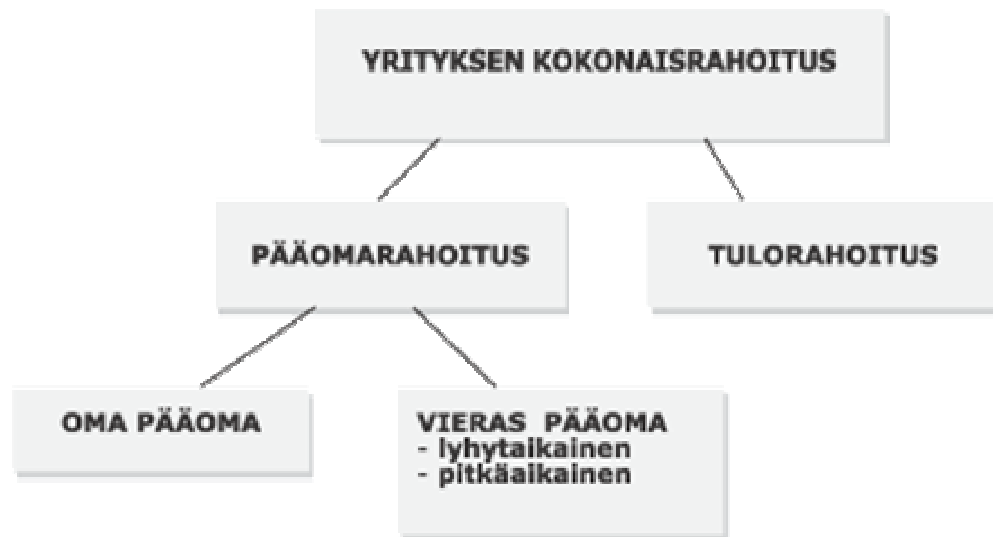 YRITYKSEN KOKONAISRAHOITUS
PÄÄOMARAHOITUS
TULORAHOITUS
OMA PÄÄOMA
VIERAS PÄÄOMA
- lyhytaikainen
- pitkäaikainen